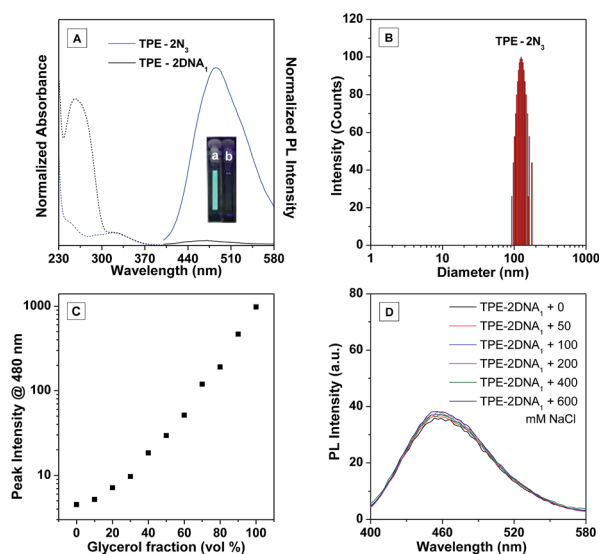 A
TPE - 2N3
TPE - 2DNA1
Normalized Absorbance
Normalized PL Intensity
a b
230 300 370 440 510 580
Wavelength (nm)
B
TPE - 2N3
Intensity (Counts)
120
100
80
60
40
20
0
1 10 100 1000
Diameter (nm)
C
Peak Intensity @ 480 nm
1000
100
10
0 20 40 60 80 100
Glycerol fraction (vol %)
D
TPE-2DNA1 + 0
TPE-2DNA1 + 50
TPE-2DNA1 + 100
TPE-2DNA1 + 200
TPE-2DNA1 + 400
TPE-2DNA1 + 600
mM NaCl
PL Intensity (a.u.)
80
60
40
20
0
400 460 520 580
Wavelength (nm)